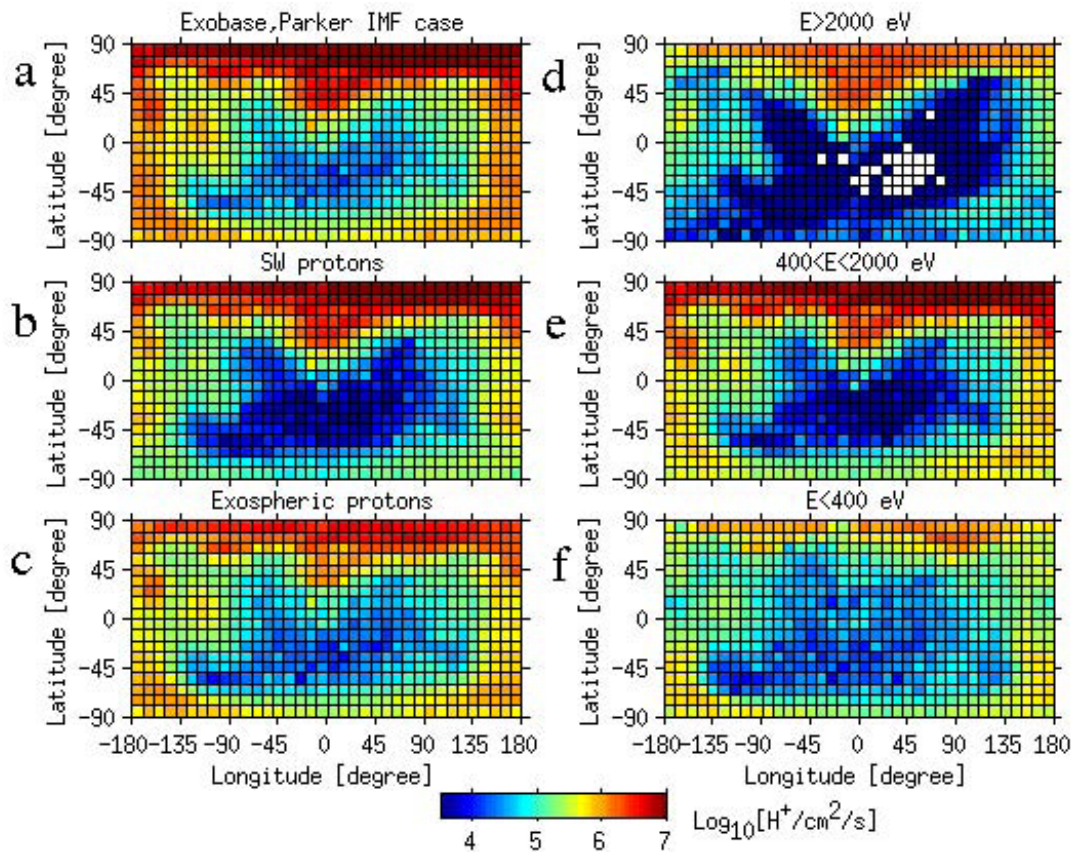 Exobase,Parker IMF case
a
90
45
0
-45
-90
Latitude [degree]
SW protons
b
90
45
0
-45
-90
Latitude [degree]
Exospheric protons
c
90
45
0
-45
-90
Latitude [degree]
-180 -135 -90 -45 0 45 90 135 180
Longitude [degree]
E>2000 eV
d
90
45
0
-45
-90
Latitude [degree]
400<E<2000 eV
e
90
45
0
-45
-90
Latitude [degree]
E<400 eV
f
90
45
0
-45
-90
Latitude [degree]
-180 -135 -90 -45 0 45 90 135 180
Longitude [degree]
4 5 6 7
Log₁₀[H⁺/cm²/s]